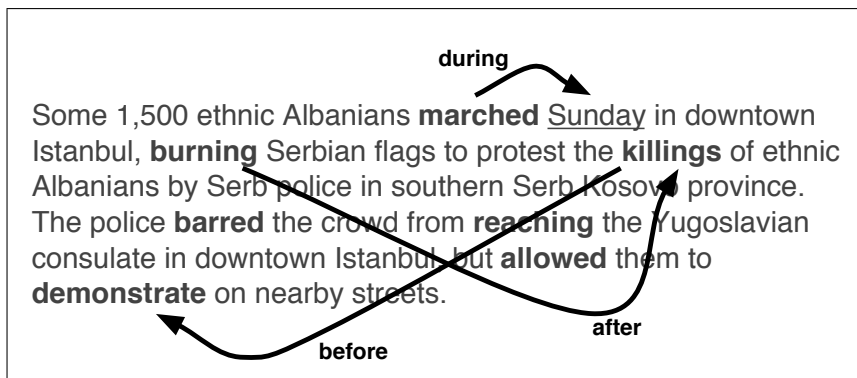 during
Some 1,500 ethnic Albanians marched Sunday in downtown
Istanbul, burning Serbian flags to protest the killings of ethnic
Albanians by Serb police in southern Serb Kosovo province.
The police barred the crowd from reaching the Yugoslavian
consulate in downtown Istanbul, but allowed them to
demonstrate on nearby streets.
after
before